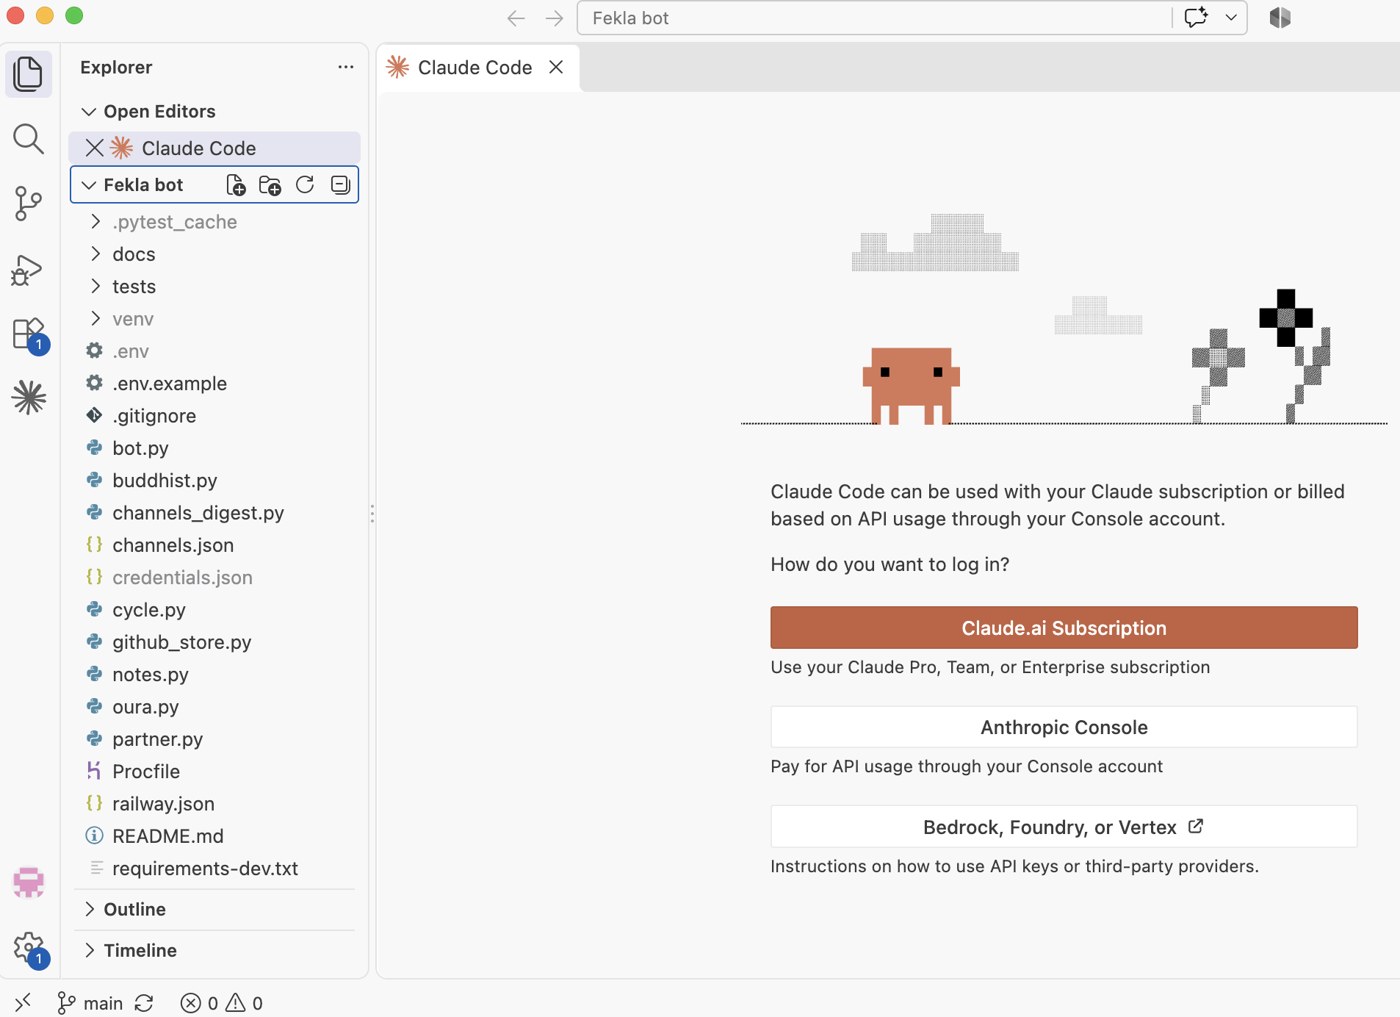 Fekla bot
Explorer
Open Editors
Claude Code
Fekla bot
.pytest_cache
docs
tests
venv
.env
.env.example
.gitignore
bot.py
buddhist.py
channels_digest.py
channels.json
credentials.json
cycle.py
github_store.py
notes.py
oura.py
partner.py
Procfile
railway.json
README.md
requirements-dev.txt
Outline
Timeline
1
1
Claude Code
Claude Code can be used with your Claude subscription or billed
based on API usage through your Console account.
How do you want to log in?
Claude.ai Subscription
Use your Claude Pro, Team, or Enterprise subscription
Anthropic Console
Pay for API usage through your Console account
Bedrock, Foundry, or Vertex
Instructions on how to use API keys or third-party providers.
main 0 0